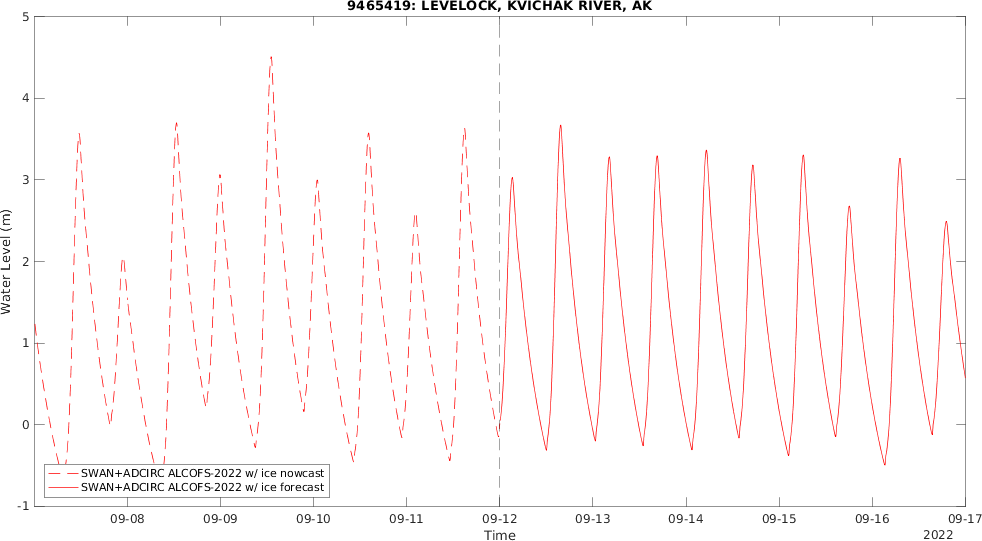 9465419: LEVELOCK, KVICHAK RIVER, AK
5
4
3
2
1
0
-1
Water Level (m)
SWAN+ADCIRC ALCOFS-2022 w/ ice nowcast
SWAN+ADCIRC ALCOFS-2022 w/ ice forecast
09-08 09-09 09-10 09-11 09-12 09-13 09-14 09-15 09-16 09-17
Time
2022